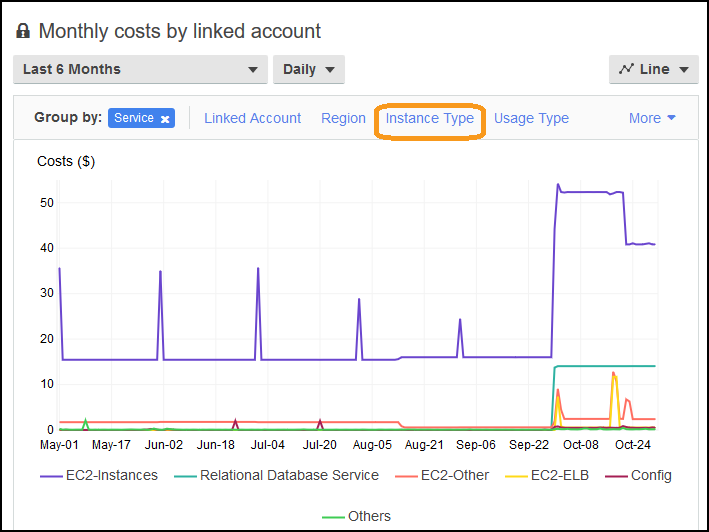 Monthly costs by linked account
Last 6 Months Daily Line
Group by: Service × Linked Account Region Instance Type Usage Type More
Costs ($)
50
40
30
20
10
0
May-01 May-17 Jun-02 Jun-18 Jul-04 Jul-20 Aug-05 Aug-21 Sep-06 Sep-22 Oct-08 Oct-24
EC2-Instances Relational Database Service EC2-Other EC2-ELB Config
Others